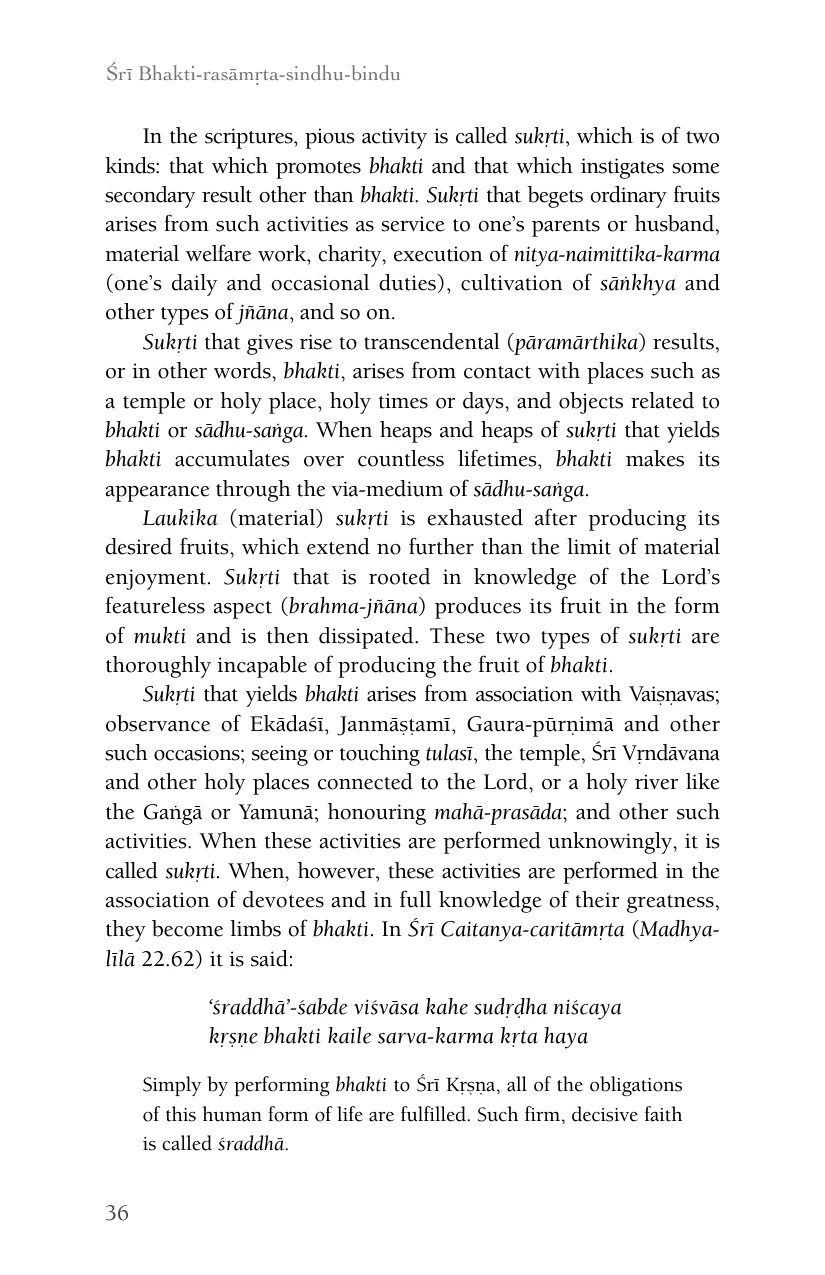 Śrī Bhakti-rasāmṛta-sindhu-bindu
In the scriptures, pious activity is called sukṛti, which is of two
kinds: that which promotes bhakti and that which instigates some
secondary result other than bhakti. Sukṛti that begets ordinary fruits
arises from such activities as service to one’s parents or husband,
material welfare work, charity, execution of nitya-naimittika-karma
(one’s daily and occasional duties), cultivation of sāṅkhya and
other types of jñāna, and so on.
Sukṛti that gives rise to transcendental (pāramārthika) results,
or in other words, bhakti, arises from contact with places such as
a temple or holy place, holy times or days, and objects related to
bhakti or sādhu-saṅga. When heaps and heaps of sukṛti that yields
bhakti accumulates over countless lifetimes, bhakti makes its
appearance through the via-medium of sādhu-saṅga.
Laukika (material) sukṛti is exhausted after producing its
desired fruits, which extend no further than the limit of material
enjoyment. Sukṛti that is rooted in knowledge of the Lord’s
featureless aspect (brahma-jñāna) produces its fruit in the form
of mukti and is then dissipated. These two types of sukṛti are
thoroughly incapable of producing the fruit of bhakti.
Sukṛti that yields bhakti arises from association with Vaiṣṇavas;
observance of Ekādaśī, Janmāṣṭamī, Gaura-pūrṇimā and other
such occasions; seeing or touching tulasī, the temple, Śrī Vṛndāvana
and other holy places connected to the Lord, or a holy river like
the Gaṅgā or Yamunā; honouring mahā-prasāda; and other such
activities. When these activities are performed unknowingly, it is
called sukṛti. When, however, these activities are performed in the
association of devotees and in full knowledge of their greatness,
they become limbs of bhakti. In Śrī Caitanya-caritāmṛta (Madhya-
līlā 22.62) it is said:
‘śraddhā’-śabde viśvāsa kahe sudṛḍha niścaya
kṛṣṇe bhakti kaile sarva-karma kṛta haya
Simply by performing bhakti to Śrī Kṛṣṇa, all of the obligations
of this human form of life are fulfilled. Such firm, decisive faith
is called śraddhā.
36